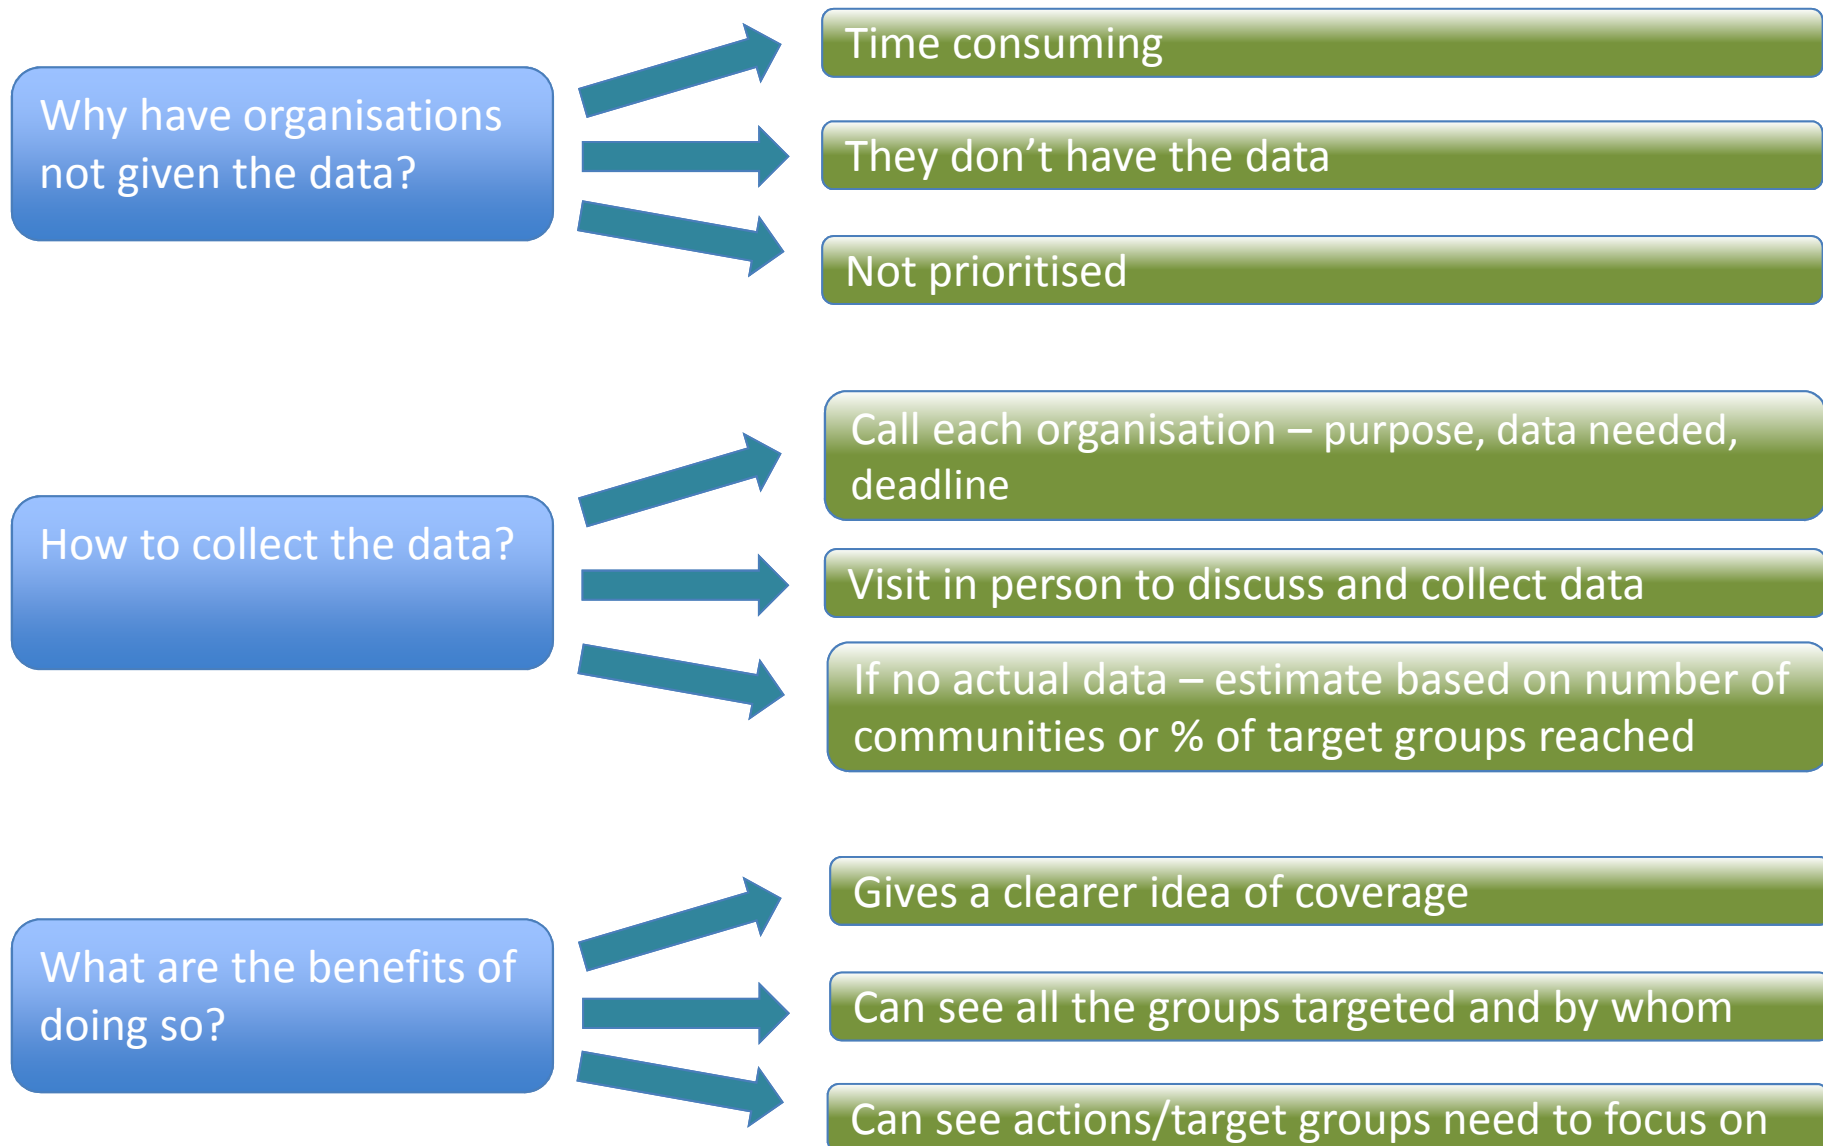 Why have organisations
not given the data?
Time consuming
They don’t have the data
Not prioritised
How to collect the data?
Call each organisation – purpose, data needed,
deadline
Visit in person to discuss and collect data
If no actual data – estimate based on number of
communities or % of target groups reached
What are the benefits of
doing so?
Gives a clearer idea of coverage
Can see all the groups targeted and by whom
Can see actions/target groups need to focus on